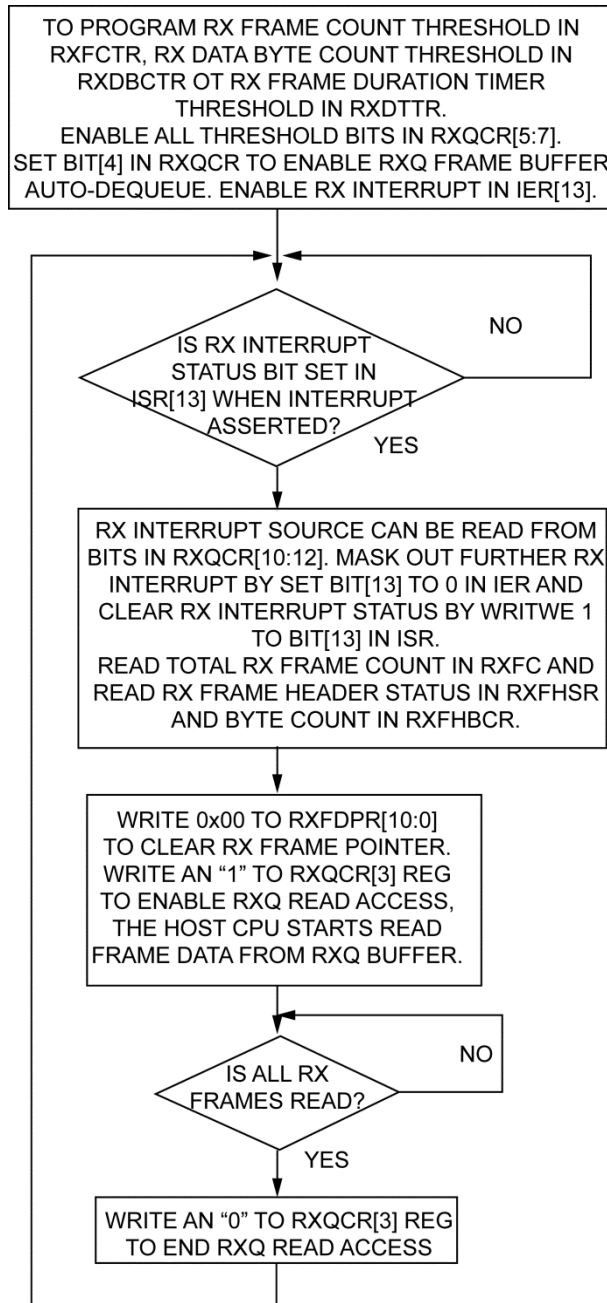 TO PROGRAM RX FRAME COUNT THRESHOLD IN
RXFCTR, RX DATA BYTE COUNT THRESHOLD IN
RXDBCTR OT RX FRAME DURATION TIMER
THRESHOLD IN RXDTTR.
ENABLE ALL THRESHOLD BITS IN RXQCR[5:7].
SET BIT[4] IN RXQCR TO ENABLE RXQ FRAME BUFFER
AUTO-DEQUEUE. ENABLE RX INTERRUPT IN IER[13].
NO
IS RX INTERRUPT
STATUS BIT SET IN
ISR[13] WHEN INTERRUPT
ASSERTED?
YES
RX INTERRUPT SOURCE CAN BE READ FROM
BITS IN RXQCR[10:12]. MASK OUT FURTHER RX
INTERRUPT BY SET BIT[13] TO 0 IN IER AND
CLEAR RX INTERRUPT STATUS BY WRITWE 1
TO BIT[13] IN ISR.
READ TOTAL RX FRAME COUNT IN RXFC AND
READ RX FRAME HEADER STATUS IN RXFHSR
AND BYTE COUNT IN RXFHBCR.
WRITE 0x00 TO RXFDPR[10:0]
TO CLEAR RX FRAME POINTER.
WRITE AN “1” TO RXQCR[3] REG
TO ENABLE RXQ READ ACCESS,
THE HOST CPU STARTS READ
FRAME DATA FROM RXQ BUFFER.
NO
IS ALL RX
FRAMES READ?
YES
WRITE AN “0” TO RXQCR[3] REG
TO END RXQ READ ACCESS